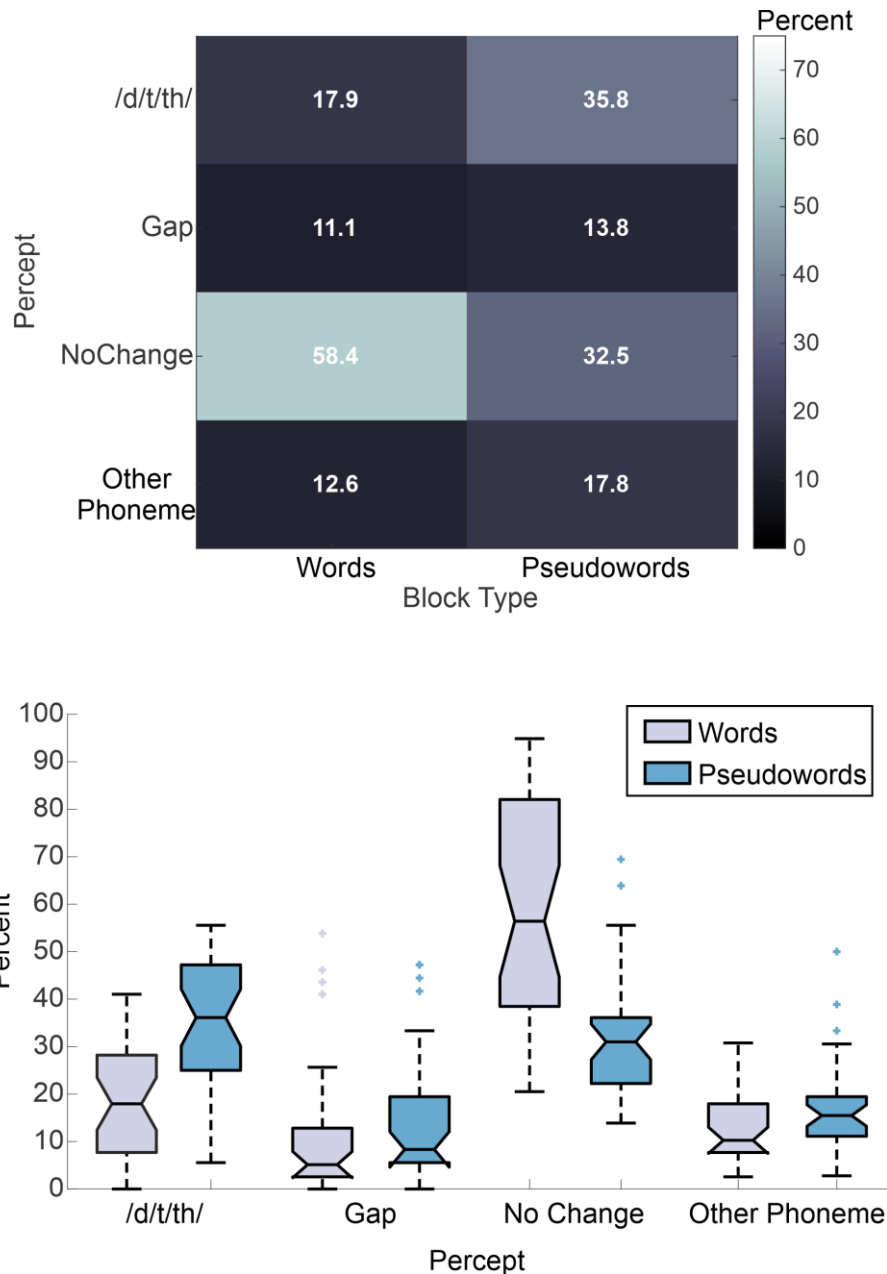 Percent
/d/t/th/ 17.9 35.8 70
60
Gap 11.1 13.8 50
40
Percept
NoChange 58.4 32.5 30
20
Other
Phoneme 12.6 17.8 10
0
Words Pseudowords
Block Type
100
90
80
70
60
50
40
30
20
10
0
Percent
Words
Pseudowords
/d/t/th/ Gap No Change Other Phoneme
Percept